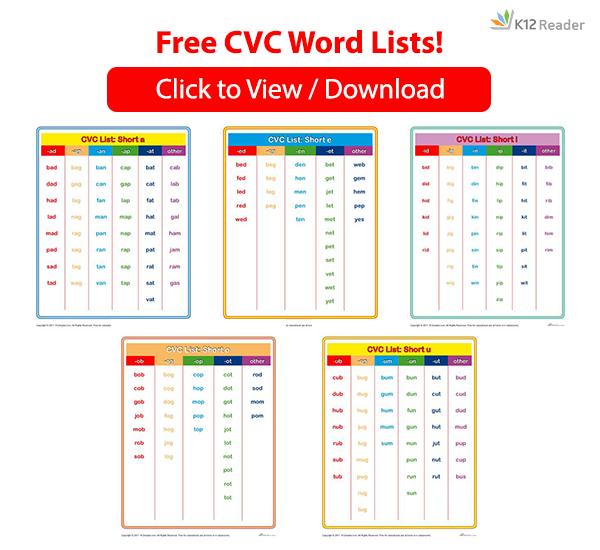 K12 Reader
Free CVC Word Lists!
Click to View / Download
CVC List: Short a
-ad -ag -an -ap -at other
bad bag ban cap bat cab
dad gag can gap cat lab
had lag fan lap fat tab
lad nag man map hat gal
mad rag pan nap mat ham
pad sag ran rap pat jam
sad tag tan sap rat
tad wag van tap sat gas
vat
CVC List: Short e
-ed -eg -en -et other
bed beg den bet web
fed keg hen get gem
led leg men jet hem
red peg pen let pep
wed ten met yes
net
pet
set
vet
wet
yet
CVC List: Short i
-id -ig -in -ip -it other
bid big bin dip bit bib
did dig din hip fit fib
hid fig fin lip hit rib
kid gig kin nip kit dim
lid jig pin rip lit him
rid pig sin sip pit rim
rig tin tip sit
wig win wit
zip
CVC List: Short o
-ob -og -op -ot other
bob bog cop cot rod
cob cog hop dot sod
gob dog mop got mom
job fog pop hot pom
mob hog top jot
rob jog lot
sob log not
pot
rot
tot
CVC List: Short u
-ub -ug -um -un -ut other
cub bug bum bun but bud
dub dug gum dun cut
hub hug hum fun gut dud
nub jug mum gun hut mud
rub lug sum nun jut pup
sub mug pun nut cup
tub pug run rut bus
rug sun
tug